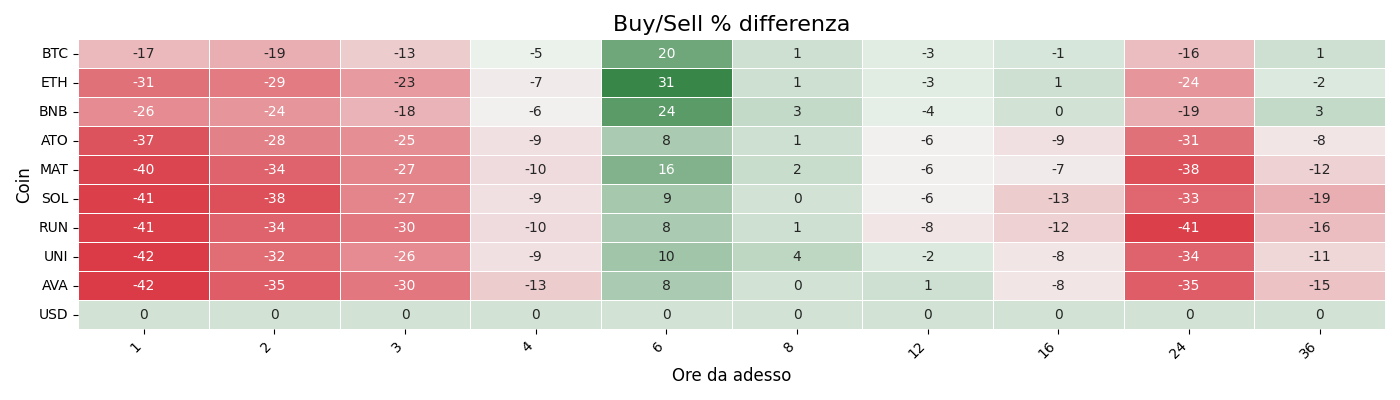 Buy/Sell % differenza
Coin
BTC -17 -19 -13 -5 20 1 -3 -1 -16 1
ETH -31 -29 -23 -7 31 1 -3 1 -24 -2
BNB -26 -24 -18 -6 24 3 -4 0 -19 3
ATO -37 -28 -25 -9 8 1 -6 -9 -31 -8
MAT -40 -34 -27 -10 16 2 -6 -7 -38 -12
SOL -41 -38 -27 -9 9 0 -6 -13 -33 -19
RUN -41 -34 -30 -10 8 1 -8 -12 -41 -16
UNI -42 -32 -26 -9 10 4 -2 -8 -34 -11
AVA -42 -35 -30 -13 8 0 1 -8 -35 -15
USD 0 0 0 0 0 0 0 0 0 0
1 2 3 4 6 8 12 16 24 36
Ore da adesso